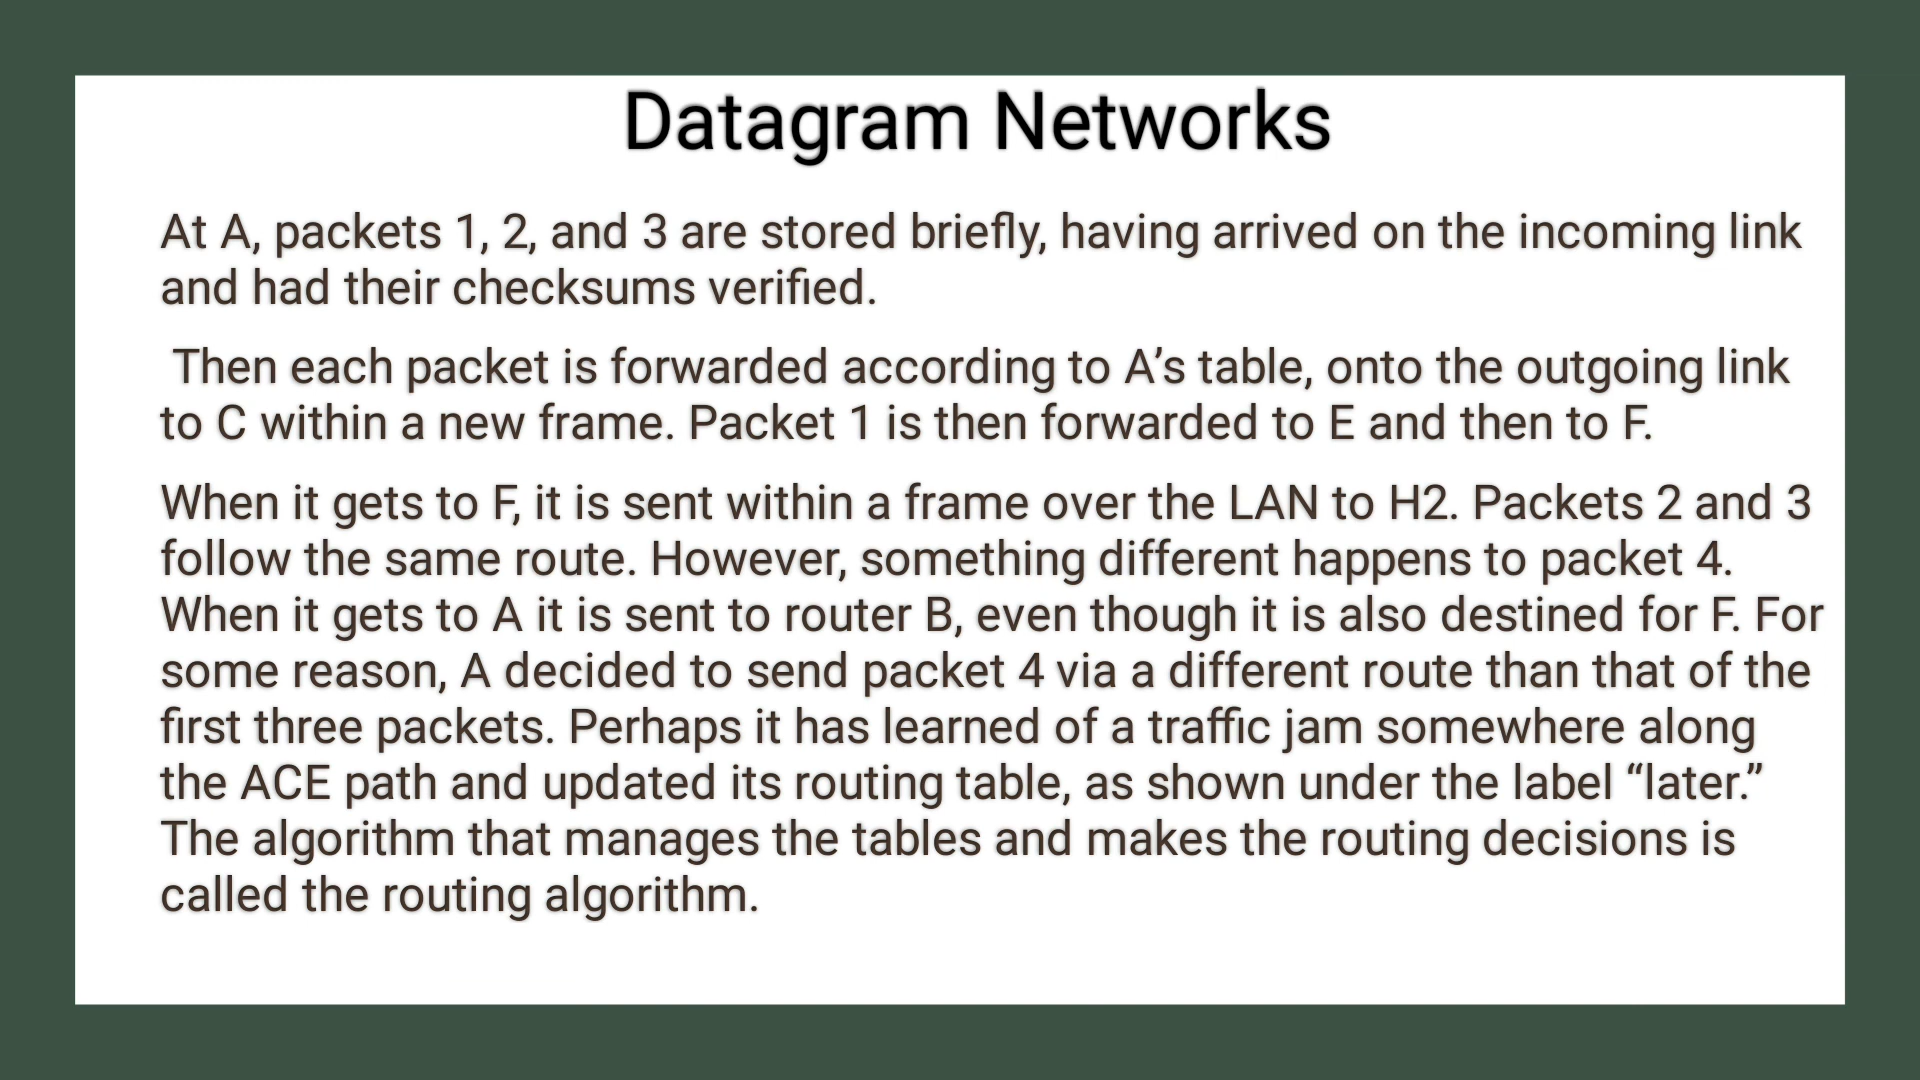 Datagram Networks
At A, packets 1, 2, and 3 are stored briefly, having arrived on the incoming link
and had their checksums verified.
Then each packet is forwarded according to A’s table, onto the outgoing link
to C within a new frame. Packet 1 is then forwarded to E and then to F.
When it gets to F, it is sent within a frame over the LAN to H2. Packets 2 and 3
follow the same route. However, something different happens to packet 4.
When it gets to A it is sent to router B, even though it is also destined for F. For
some reason, A decided to send packet 4 via a different route than that of the
first three packets. Perhaps it has learned of a traffic jam somewhere along
the ACE path and updated its routing table, as shown under the label “later.”
The algorithm that manages the tables and makes the routing decisions is
called the routing algorithm.